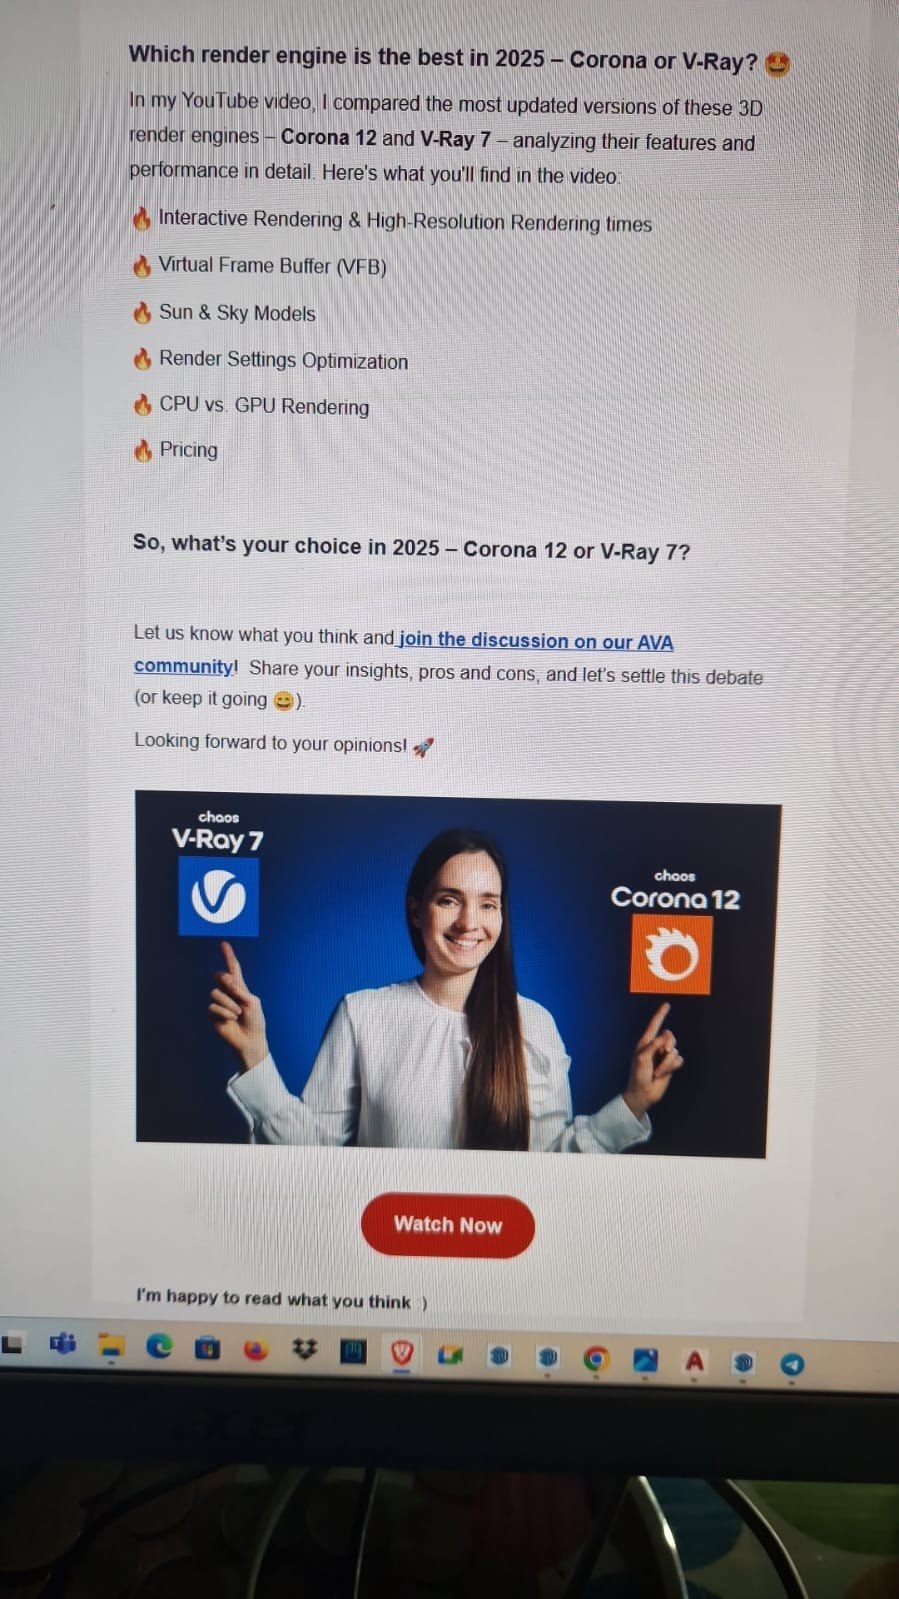 Which render engine is the best in 2025 – Corona or V-Ray? 🤩
In my YouTube video, I compared the most updated versions of these 3D
render engines – Corona 12 and V-Ray 7 – analyzing their features and
performance in detail. Here's what you'll find in the video:
🔥 Interactive Rendering & High-Resolution Rendering times
🔥 Virtual Frame Buffer (VFB)
🔥 Sun & Sky Models
🔥 Render Settings Optimization
🔥 CPU vs. GPU Rendering
🔥 Pricing
So, what's your choice in 2025 – Corona 12 or V-Ray 7?
Let us know what you think and join the discussion on our AVA
community! Share your insights, pros and cons, and let's settle this debate
(or keep it going 😄).
Looking forward to your opinions! 🚀
chaos
V-Ray 7
chaos
Corona 12
Watch Now
I'm happy to read what you think :)
acer